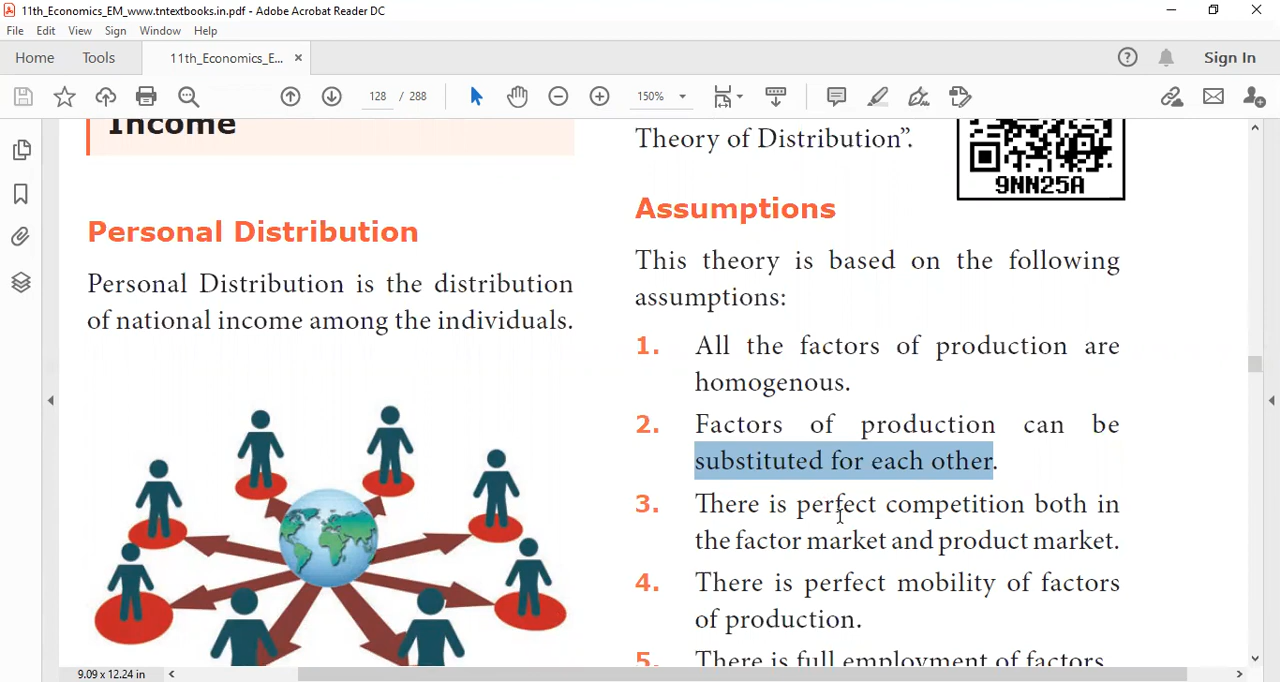 11th_Economics_EM_www.tntextbooks.in.pdf - Adobe Acrobat Reader DC
File Edit View Sign Window Help
Home Tools 11th_Economics_E... × Sign In
128 / 288 150%
Income
Personal Distribution
Personal Distribution is the distribution
of national income among the individuals.
Theory of Distribution”.
9NN25A
Assumptions
This theory is based on the following
assumptions:
1. All the factors of production are
homogenous.
2. Factors of production can be
substituted for each other.
3. There is perfect competition both in
the factor market and product market.
4. There is perfect mobility of factors
of production.
5. There is full employment of factors
9.09 x 12.24 in